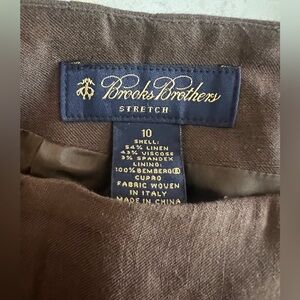 Brooks Brothers
STRETCH
10
SHELL:
54% LINEN
43% VISCOSE
3% SPANDEX
LINING:
100% BEMBERG®
CUPRO
FABRIC WOVEN
IN ITALY
MADE IN CHINA